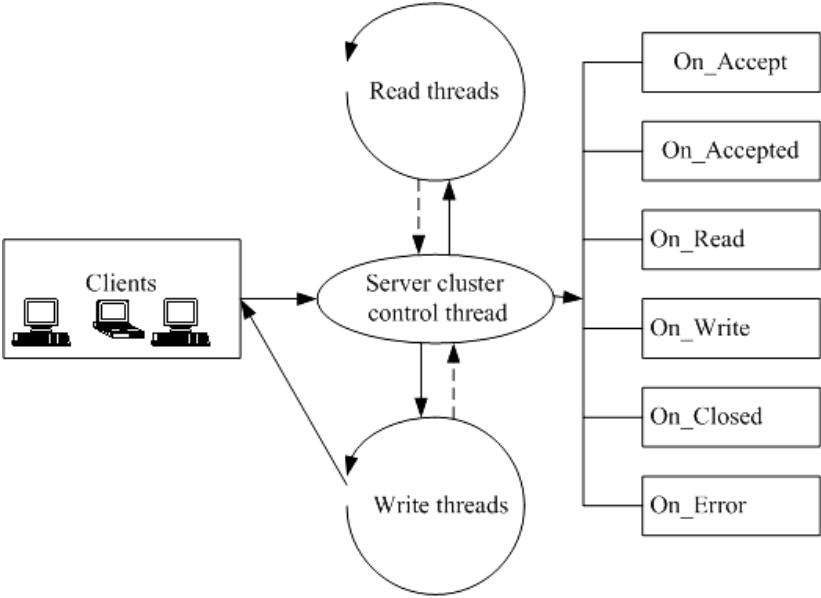 Read threads
Clients
Server cluster
control thread
Write threads
On_Accept
On_Accepted
On_Read
On_Write
On_Closed
On_Error